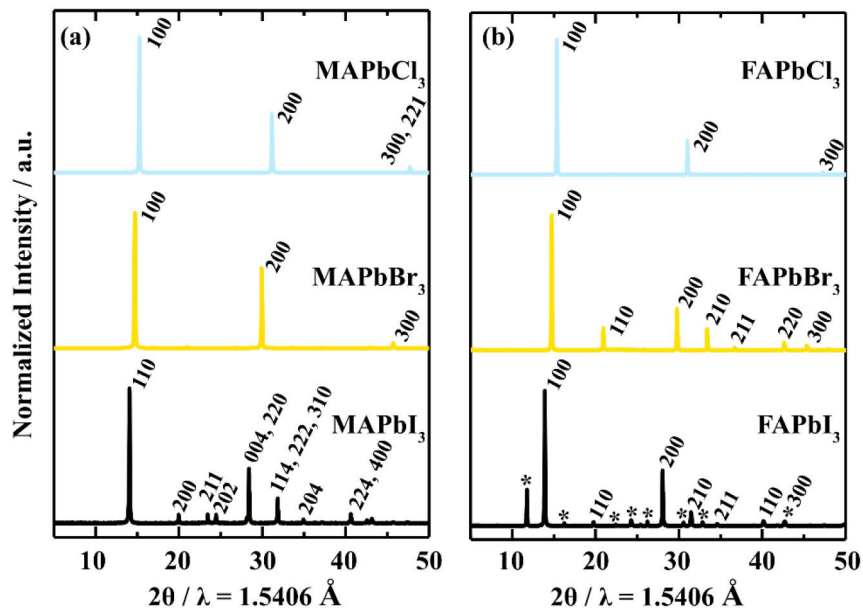 Normalized Intensity / a.u.
(a)
100
MAPbCl₃
200
300, 221
100
MAPbBr₃
200
300
110
MAPbI₃
200
211
202
004, 220
114, 222, 310
204
224, 400
10 20 30 40 50
2θ / λ = 1.5406 Å
(b)
100
FAPbCl₃
200
300
100
FAPbBr₃
110
200
210
211
220
300
100
FAPbI₃
*
*
110
*
*
*
200
*
210
*
211
110
*
300
10 20 30 40 50
2θ / λ = 1.5406 Å